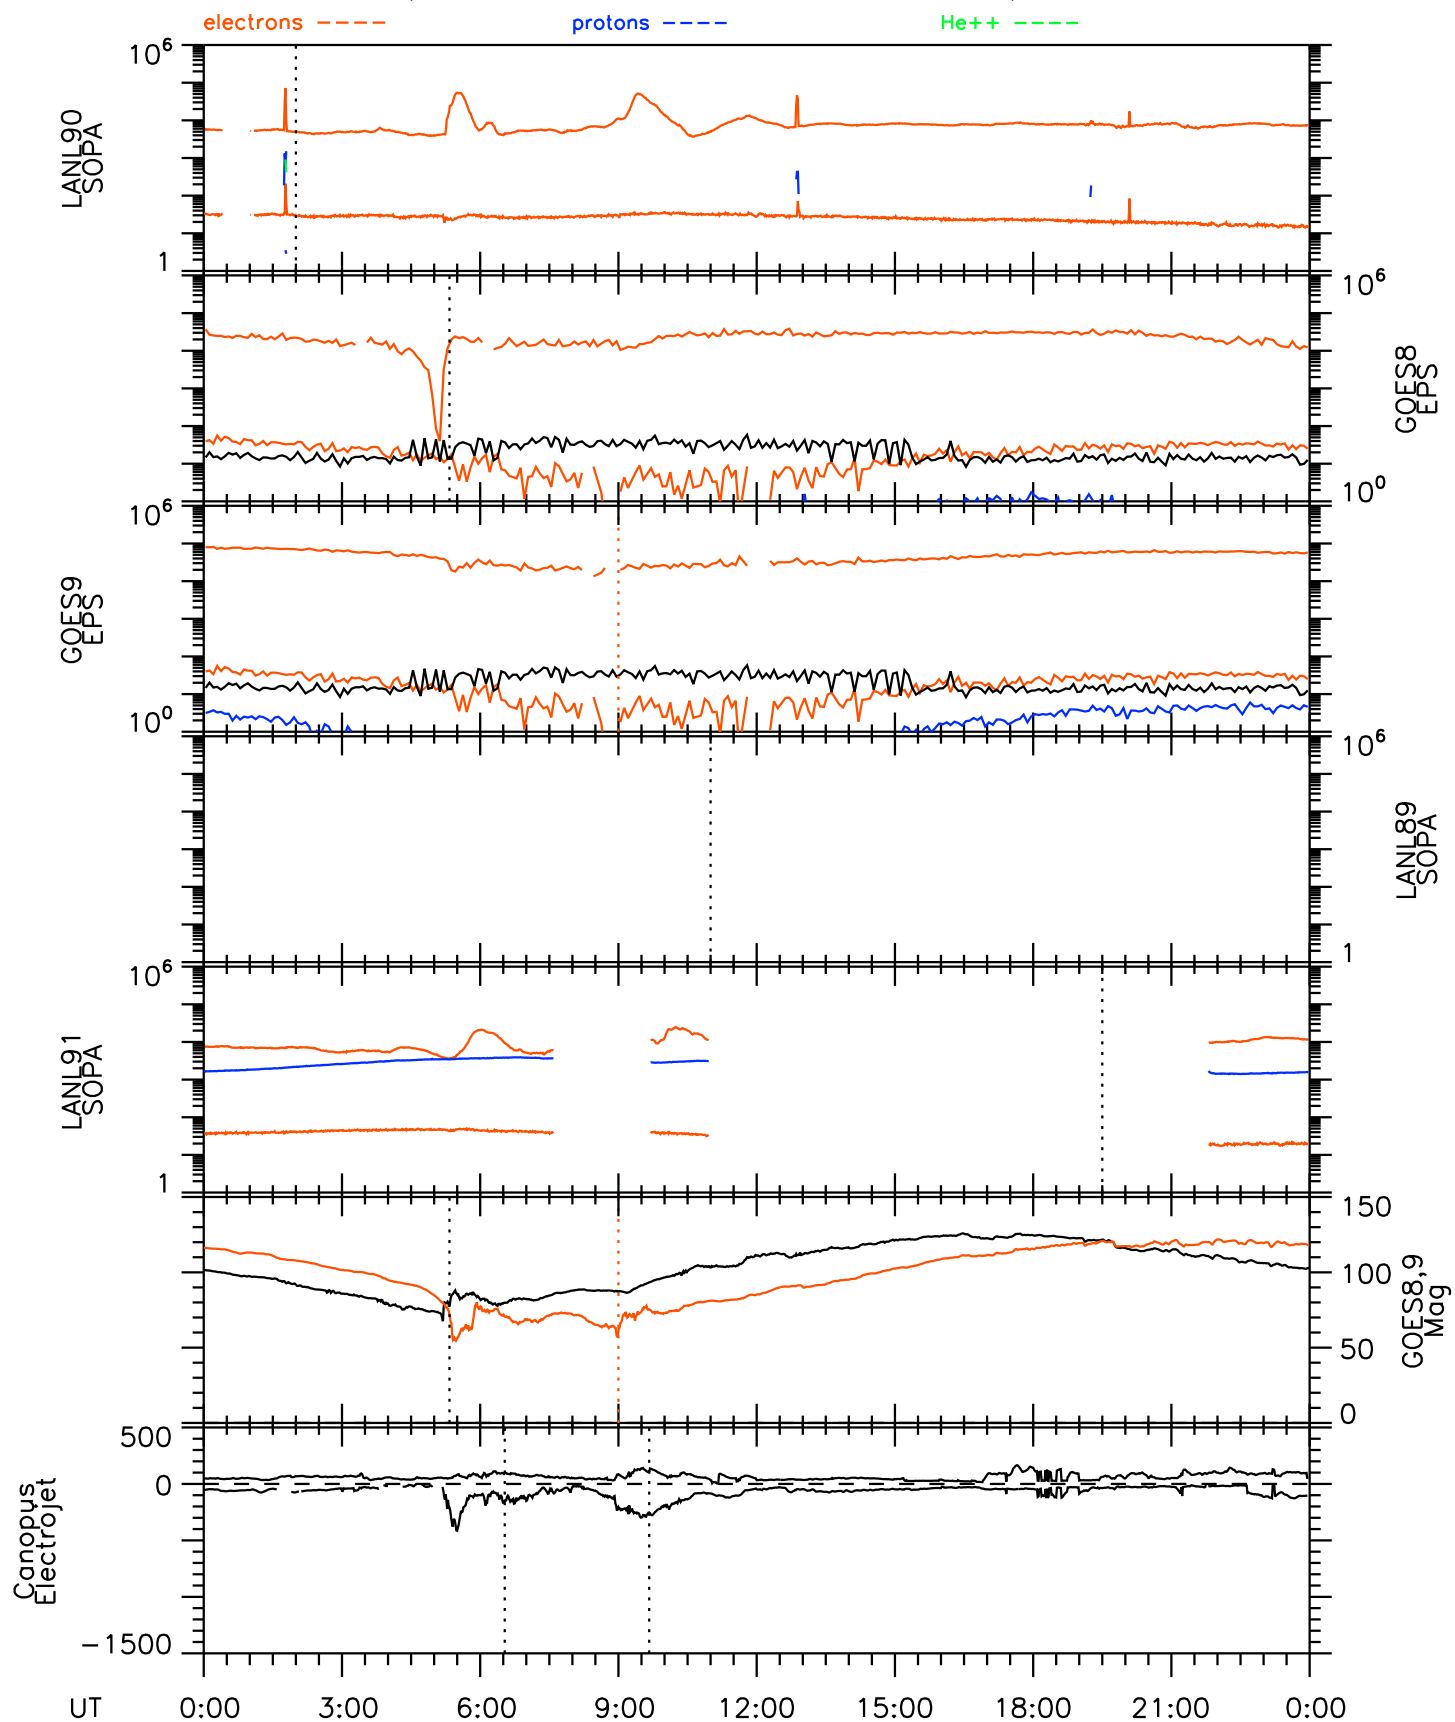 electrons protons He++
10⁶
LANL90
SOPA
1
10⁶
GOES8
EPS
10⁰
10⁶
GOES9
EPS
10⁰
10⁶
LANL89
SOPA
1
10⁶
LANL91
SOPA
1
150
100
GOES8,9
Mag
50
0
500
0
Canopus
Electrojet
-1500
UT 0:00 3:00 6:00 9:00 12:00 15:00 18:00 21:00 0:00